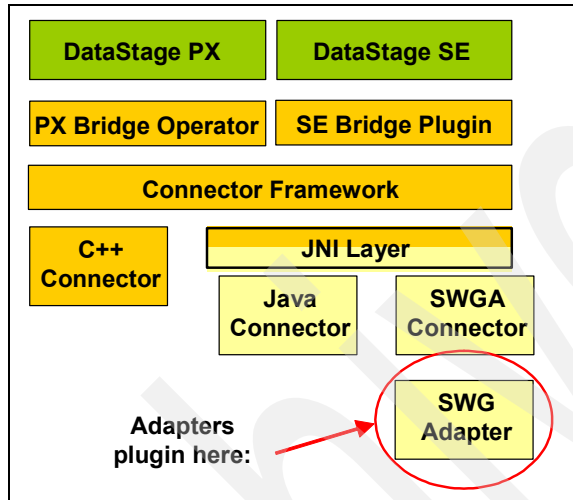 DataStage PX
DataStage SE
PX Bridge Operator
SE Bridge Plugin
Connector Framework
C++
Connector
JNI Layer
Java
Connector
SWGA
Connector
SWG
Adapter
Adapters
plugin here: